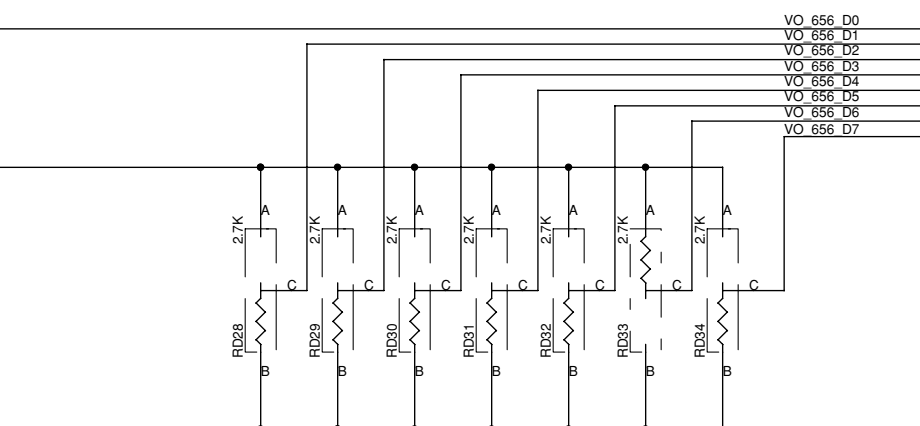 VO_656_D0
VO_656_D1
VO_656_D2
VO_656_D3
VO_656_D4
VO_656_D5
VO_656_D6
VO_656_D7
A A A A A A A
2.7K 2.7K 2.7K 2.7K 2.7K 2.7K 2.7K
C C C C C C C
RD28 RD29 RD30 RD31 RD32 RD33 RD34
B B B B B B B